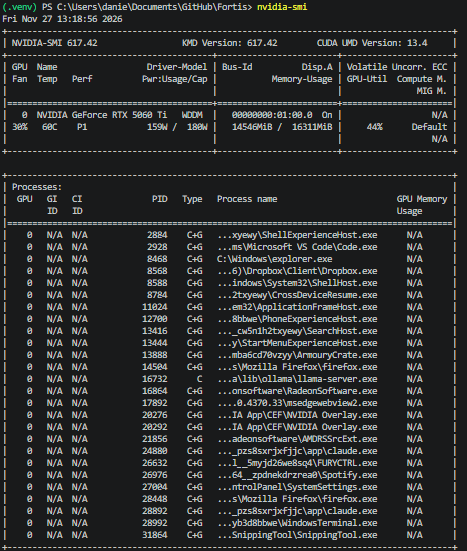 (.venv) PS C:\Users\danie\Documents\GitHub\Fortis> nvidia-smi
Fri Nov 27 13:18:56 2026
NVIDIA-SMI 617.42 KMD Version: 617.42 CUDA UMD Version: 13.4
GPU Name Driver-Model Bus-Id Disp.A Volatile Uncorr. ECC
Fan Temp Perf Pwr:Usage/Cap Memory-Usage GPU-Util Compute M.
MIG M.
0 NVIDIA GeForce RTX 5060 Ti WDDM 00000000:01:00.0 On N/A
30% 60C P1 159W / 180W 14546MiB / 16311MiB 44% Default
N/A
Processes:
GPU GI CI PID Type Process name GPU Memory
ID ID Usage
0 N/A N/A 2884 C+G ...xyewy\ShellExperienceHost.exe N/A
0 N/A N/A 2928 C+G ...ms\Microsoft VS Code\Code.exe N/A
0 N/A N/A 8468 C+G C:\Windows\explorer.exe N/A
0 N/A N/A 8568 C+G ...6)\Dropbox\Client\Dropbox.exe N/A
0 N/A N/A 8588 C+G ...indows\System32\ShellHost.exe N/A
0 N/A N/A 8784 C+G ...2txyewy\CrossDeviceResume.exe N/A
0 N/A N/A 11024 C+G ...em32\ApplicationFrameHost.exe N/A
0 N/A N/A 12700 C+G ...8bbwe\PhoneExperienceHost.exe N/A
0 N/A N/A 13416 C+G ..._cw5n1h2txyewy\SearchHost.exe N/A
0 N/A N/A 13444 C+G ...y\StartMenuExperienceHost.exe N/A
0 N/A N/A 13888 C+G ...mba6cd70vzyy\ArmouryCrate.exe N/A
0 N/A N/A 14504 C+G ...s\Mozilla Firefox\firefox.exe N/A
0 N/A N/A 16732 C ...a\lib\ollama\llama-server.exe N/A
0 N/A N/A 16864 C+G ...onsoftware\RadeonSoftware.exe N/A
0 N/A N/A 17892 C+G ....0.4370.33\msedgewebview2.exe N/A
0 N/A N/A 20276 C+G ...IA App\CEF\NVIDIA Overlay.exe N/A
0 N/A N/A 20292 C+G ...IA App\CEF\NVIDIA Overlay.exe N/A
0 N/A N/A 21856 C+G ...adeonsoftware\AMDRSSrcExt.exe N/A
0 N/A N/A 24880 C+G ..._pzs8sxrjxfjjc\app\claude.exe N/A
0 N/A N/A 26632 C+G ...l__5myjd26we8sq4\FURYCTRL.exe N/A
0 N/A N/A 26976 C+G ...64__zpdnekdrzrea0\Spotify.exe N/A
0 N/A N/A 27004 C+G ...ntrolPanel\SystemSettings.exe N/A
0 N/A N/A 28448 C+G ...s\Mozilla Firefox\firefox.exe N/A
0 N/A N/A 28892 C+G ..._pzs8sxrjxfjjc\app\claude.exe N/A
0 N/A N/A 28992 C+G ...yb3d8bbwe\WindowsTerminal.exe N/A
0 N/A N/A 31864 C+G ...SnippingTool\SnippingTool.exe N/A